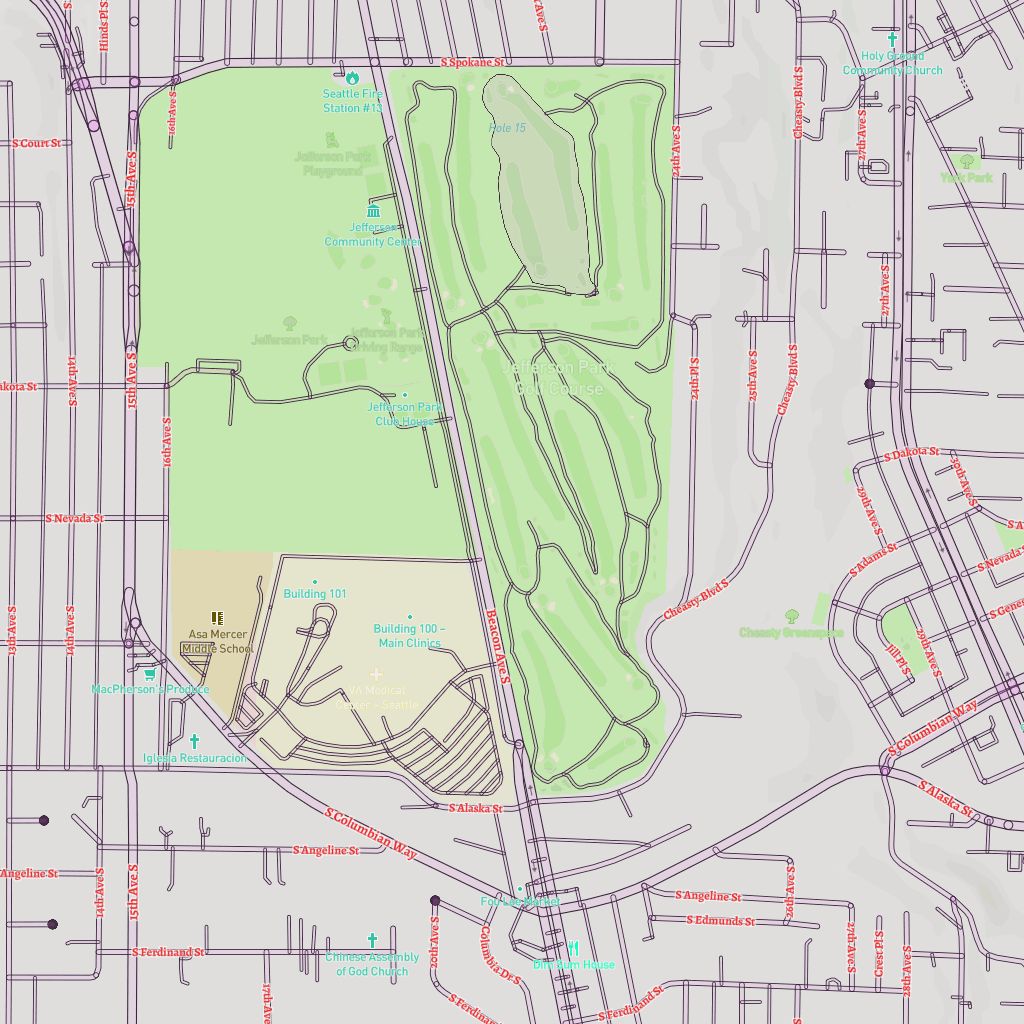 Hinds Pl S
S Spokane St
Holy Ground
Community Church
Seattle Fire
Station #13
16th Ave S
Cheasty Blvd S
Hole 15
27th Ave S
S Court St
24th Ave S
Jefferson Park
Playground
15th Ave S
York Park
Jefferson
Community Center
27th Ave S
Jefferson Park
Jefferson Park
Driving Range
14th Ave S
15th Ave S
24th Pl S
25th Ave S
Cheasty Blvd S
Jefferson Park
Golf Course
akota St
Jefferson Park
Club House
16th Ave S
S Dakota St
30th Ave S
S Nevada St
29th Ave S
S A
S Adams St
S Nevada S
Building 101
Cheasty Blvd S
S Gene
13th Ave S
14th Ave S
Asa Mercer
Middle School
Building 100 -
Main Clinics
Beacon Ave S
Cheasty Greenspace
Jill Pl S
29th Ave S
MacPherson's Produce
VA Medical
Center - Seattle
Iglesia Restauracion
S Columbian Way
S Alaska St
S Alaska St
S Columbian Way
S Angeline St
Angeline St
14th Ave S
15th Ave S
Fou Lee Market
S Angeline St
26th Ave S
S Edmunds St
20th Ave S
Columbia Dr S
27th Ave S
Crest Pl S
28th Ave S
S Ferdinand St
Chinese Assembly
of God Church
Dim Sum House
17th Ave S
S Ferdinand
S Ferdinand St